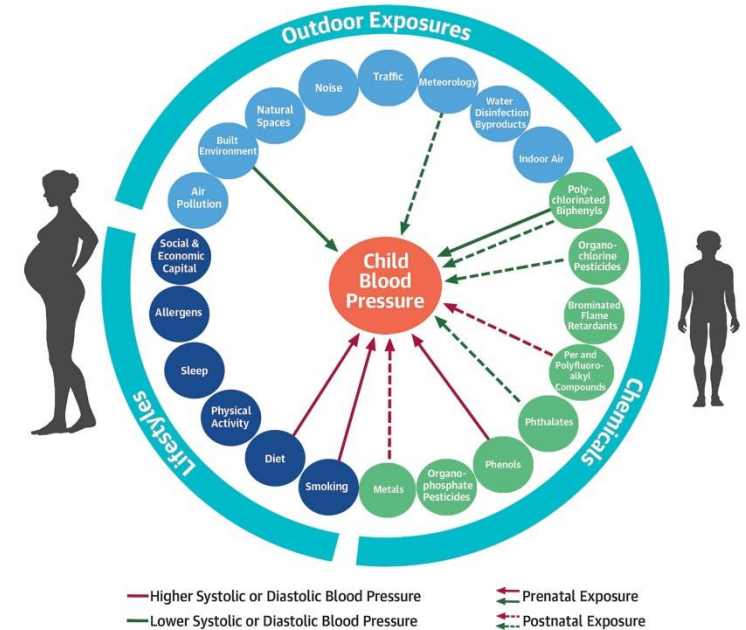 Outdoor Exposures
Traffic
Meteorology
Noise
Water
Disinfection
Byproducts
Natural
Spaces
Built
Environment
Indoor Air
Air
Pollution
Poly-
chlorinated
Biphenyls
Social &
Economic
Capital
Organo-
chlorine
Pesticides
Child
Blood
Pressure
Allergens
Brominated
Flame
Retardants
Sleep
Per and
Polyfluoro-
alkyl
Compounds
Physical
Activity
Phthalates
Diet
Phenols
Smoking
Metals
Organo-
phosphate
Pesticides
Lifestyles
Chemicals
Higher Systolic or Diastolic Blood Pressure
Prenatal Exposure
Lower Systolic or Diastolic Blood Pressure
Postnatal Exposure